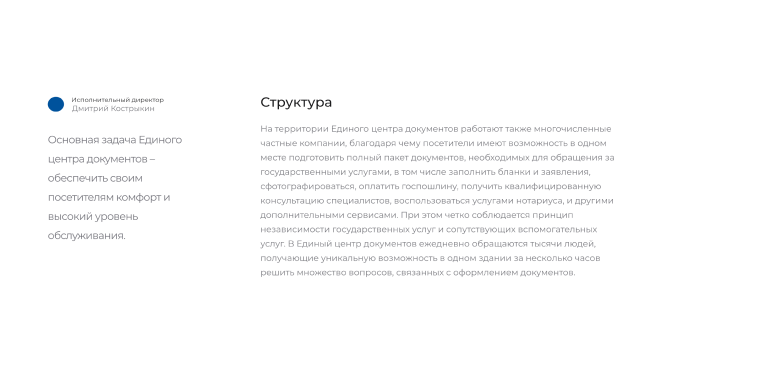 Исполнительный директор
Дмитрий Кострыкин
Основная задача Единого
центра документов –
обеспечить своим
посетителям комфорт и
высокий уровень
обслуживания.
Структура
На территории Единого центра документов работают также многочисленные
частные компании, благодаря чему посетители имеют возможность в одном
месте подготовить полный пакет документов, необходимых для обращения за
государственными услугами, в том числе заполнить бланки и заявления,
сфотографироваться, оплатить госпошлину, получить квалифицированную
консультацию специалистов, воспользоваться услугами нотариуса, и другими
дополнительными сервисами. При этом четко соблюдается принцип
независимости государственных услуг и сопутствующих вспомогательных
услуг. В Единый центр документов ежедневно обращаются тысячи людей,
получающие уникальную возможность в одном здании за несколько часов
решить множество вопросов, связанных с оформлением документов.